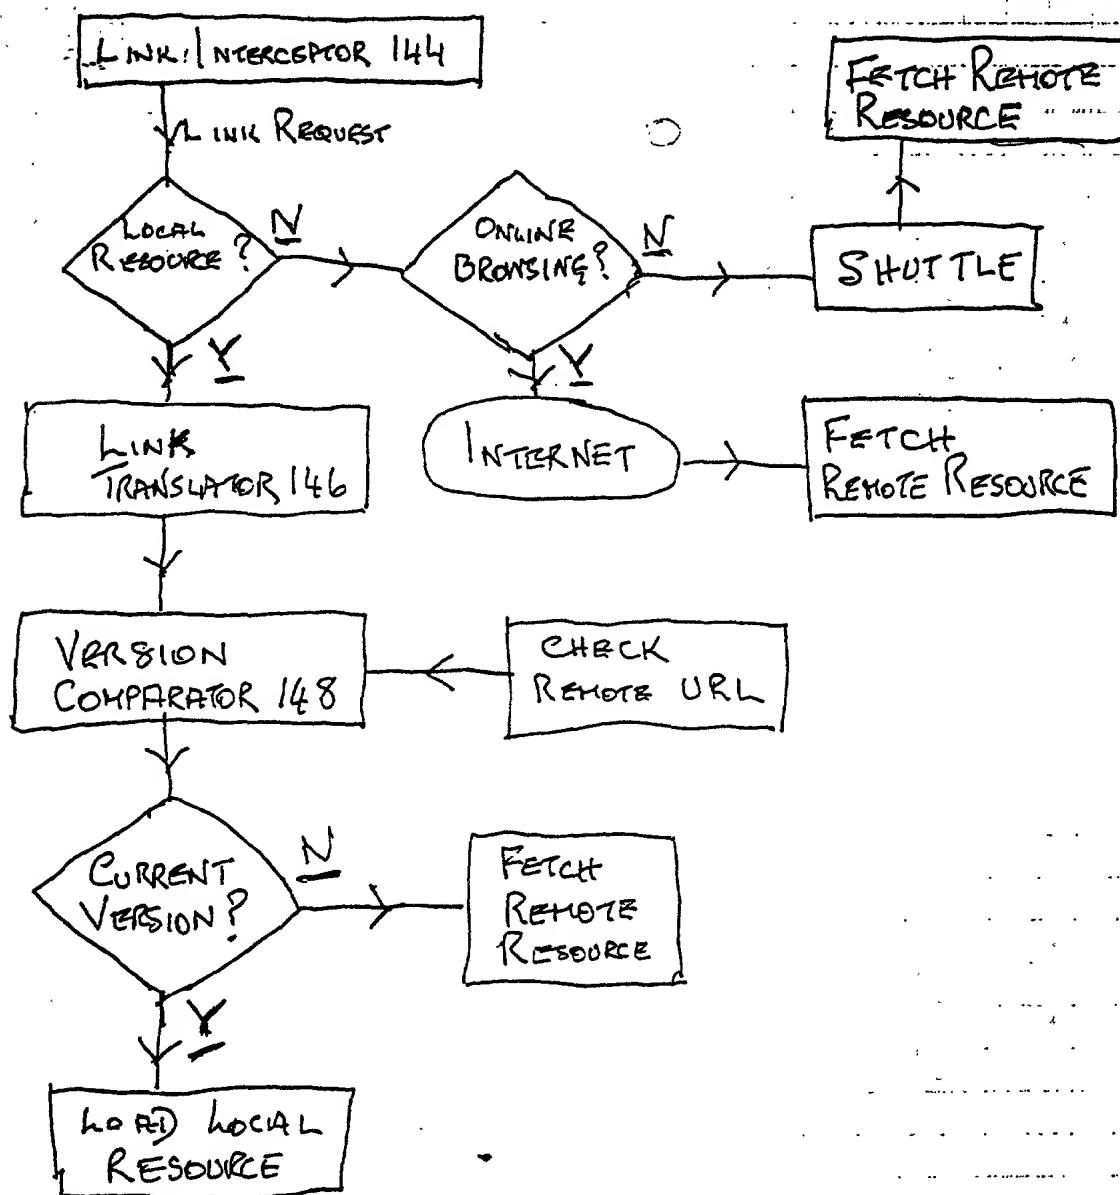 LINK INTERCEPTOR 144
LINK REQUEST
LOCAL
RESOURCE?
N
Y
ONLINE
BROWSING?
N
Y
SHUTTLE
FETCH REMOTE
RESOURCE
INTERNET
FETCH
REMOTE RESOURCE
LINK
TRANSLATOR 146
VERSION
COMPARATOR 148
CHECK
REMOTE URL
CURRENT
VERSION?
N
Y
FETCH
REMOTE
RESOURCE
LOAD LOCAL
RESOURCE